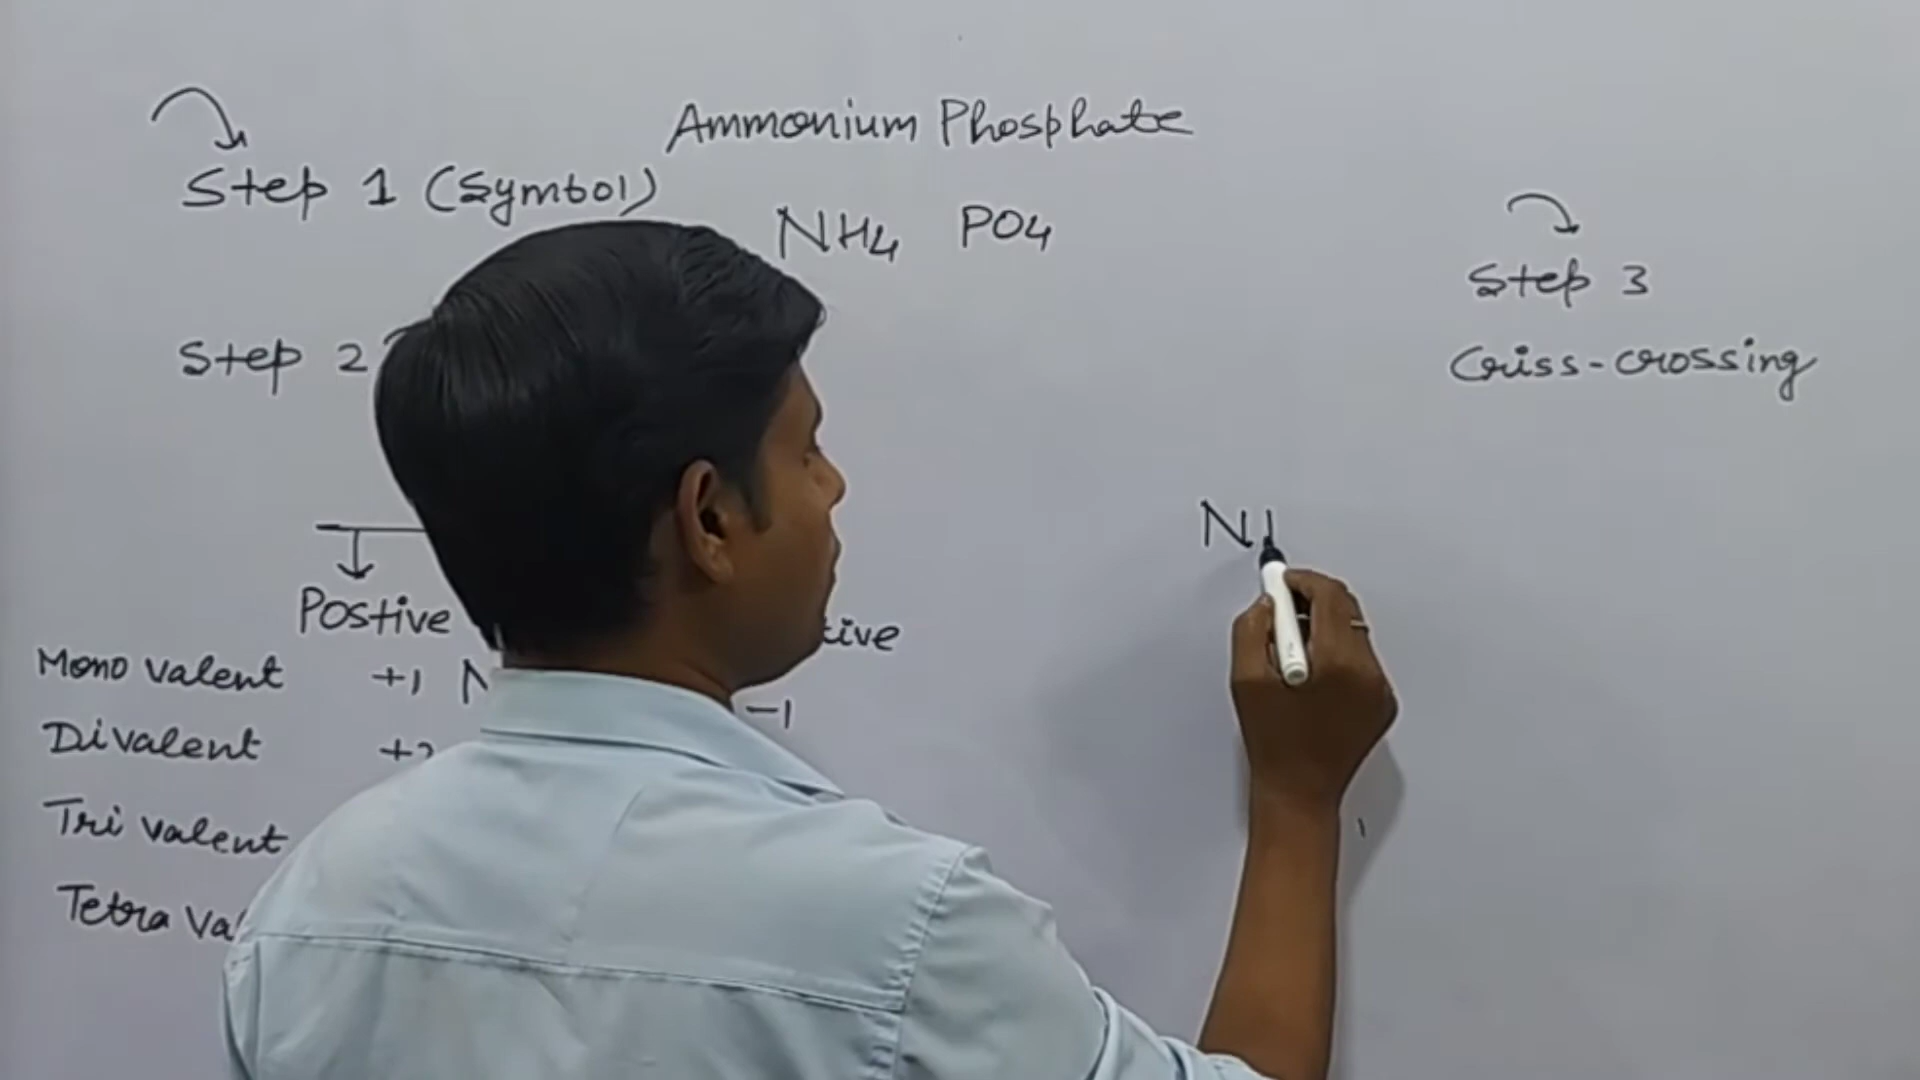 Ammonium Phosphate
Step 1 (Symbol)
NH4 PO4
Step 2
Step 3
Criss-crossing
N
Postive
Mono valent +1 N -1
Divalent +2
Tri valent
Tetra